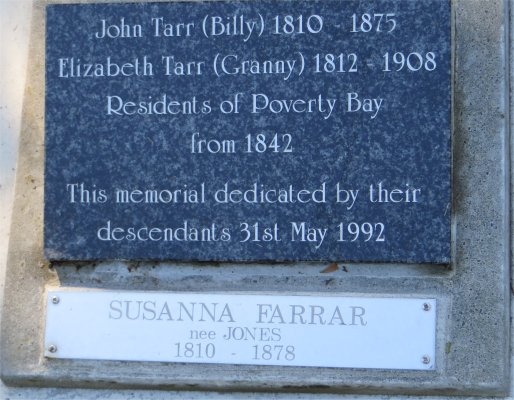 John Tarr (Billy) 1810 - 1875
Elizabeth Tarr (Granny) 1812 - 1908
Residents of Poverty Bay
from 1842
This memorial dedicated by their
descendants 31st May 1992
SUSANNA FARRAR
nee JONES
1810 - 1878